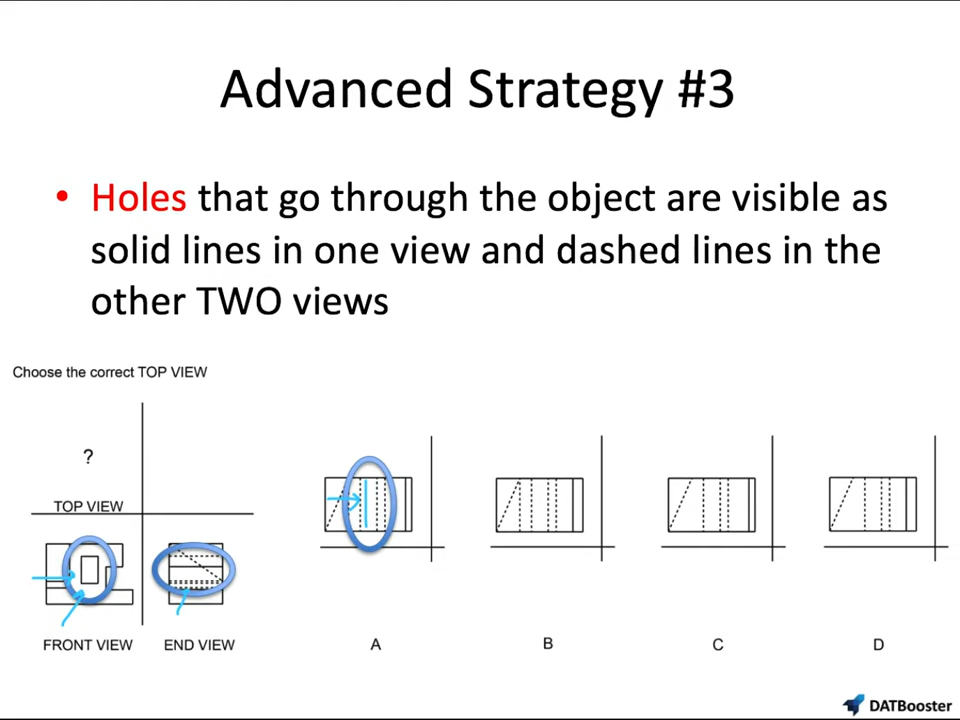 Advanced Strategy #3
• Holes that go through the object are visible as
solid lines in one view and dashed lines in the
other TWO views
Choose the correct TOP VIEW
?
TOP VIEW
FRONT VIEW
END VIEW
A
B
C
D
DATBooster